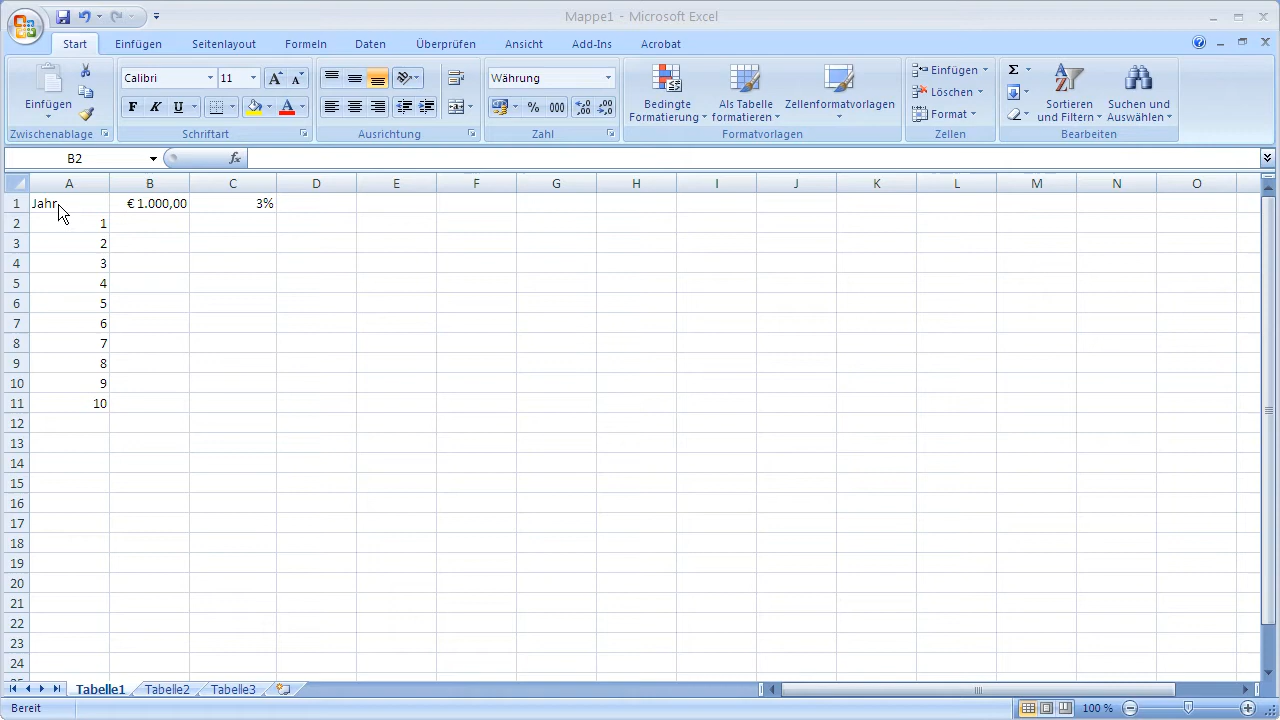 Mappe1 - Microsoft Excel
Start Einfügen Seitenlayout Formeln Daten Überprüfen Ansicht Add-Ins Acrobat
Einfügen
Zwischenablage
Calibri 11
F K U
Schriftart
Ausrichtung
Währung
% 000
Zahl
Bedingte Formatierung
Als Tabelle formatieren
Zellenformatvorlagen
Formatvorlagen
Einfügen
Löschen
Format
Zellen
Sortieren und Filtern
Suchen und Auswählen
Bearbeiten
B2 fx
A B C D E F G H I J K L M N O
1 Jahr € 1.000,00 3%
2 1
3 2
4 3
5 4
6 5
7 6
8 7
9 8
10 9
11 10
12
13
14
15
16
17
18
19
20
21
22
23
24
Tabelle1 Tabelle2 Tabelle3
Bereit 100 %